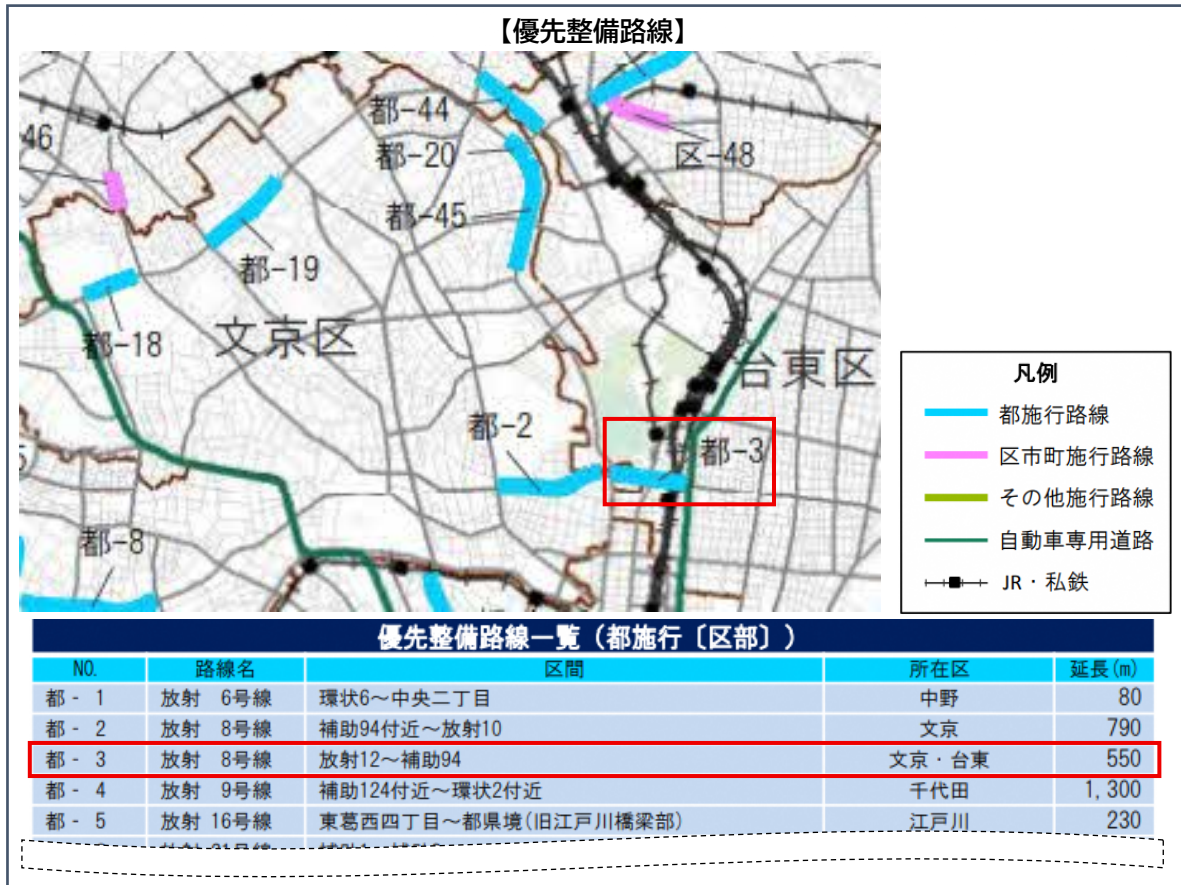 【優先整備路線】
都-44
46
都-20
区-48
都-45
都-19
都-18
文京区
台東区
都-2
都-3
都-8
凡例
都施行路線
区市町施行路線
その他施行路線
自動車専用道路
JR・私鉄
優先整備路線一覧（都施行〔区部〕）
NO. 路線名 区間 所在区 延長(m)
都 - 1 放射 6号線 環状6～中央二丁目 中野 80
都 - 2 放射 8号線 補助94付近～放射10 文京 790
都 - 3 放射 8号線 放射12～補助94 文京・台東 550
都 - 4 放射 9号線 補助124付近～環状2付近 千代田 1,300
都 - 5 放射 16号線 東葛西四丁目～都県境(旧江戸川橋梁部) 江戸川 230